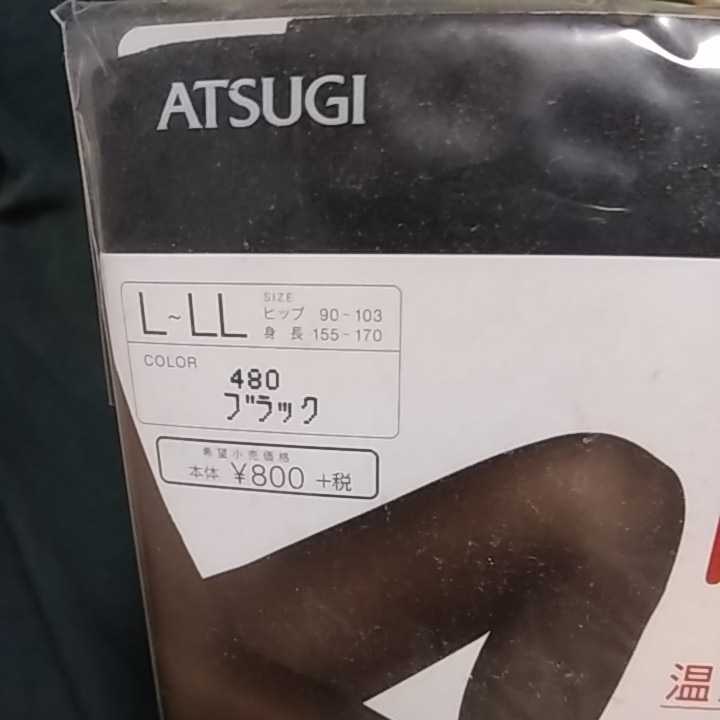 ATSUGI
L~LL
SIZE
ヒップ 90-103
身長 155-170
COLOR
480
ブラック
希望小売価格
本体 ¥800 +税
温